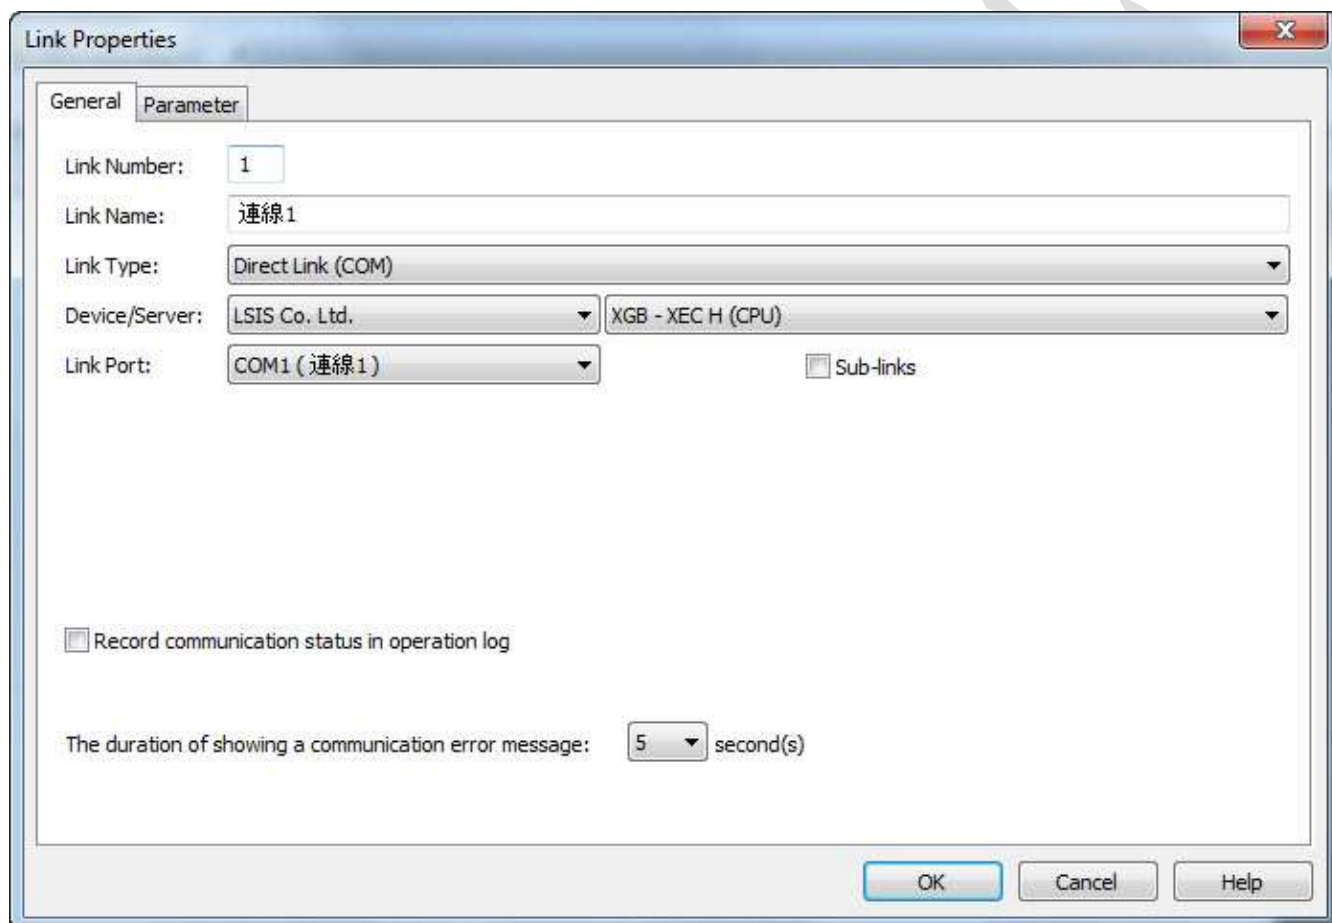 Link Properties
General Parameter
Link Number: 1
Link Name: 連線1
Link Type: Direct Link (COM)
Device/Server: LSIS Co. Ltd. XGB - XEC H (CPU)
Link Port: COM1 ( 連線1 ) Sub-links
Record communication status in operation log
The duration of showing a communication error message: 5 second(s)
OK Cancel Help